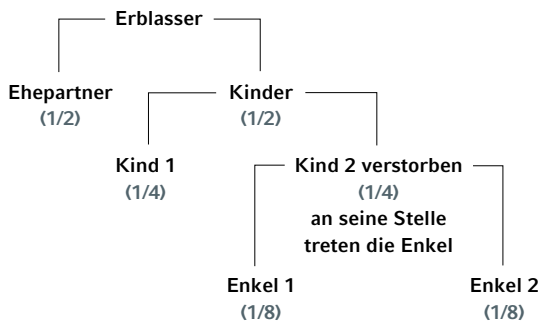 Erblasser
Ehepartner
(1/2)
Kinder
(1/2)
Kind 1
(1/4)
Kind 2 verstorben
(1/4)
an seine Stelle
treten die Enkel
Enkel 1
(1/8)
Enkel 2
(1/8)